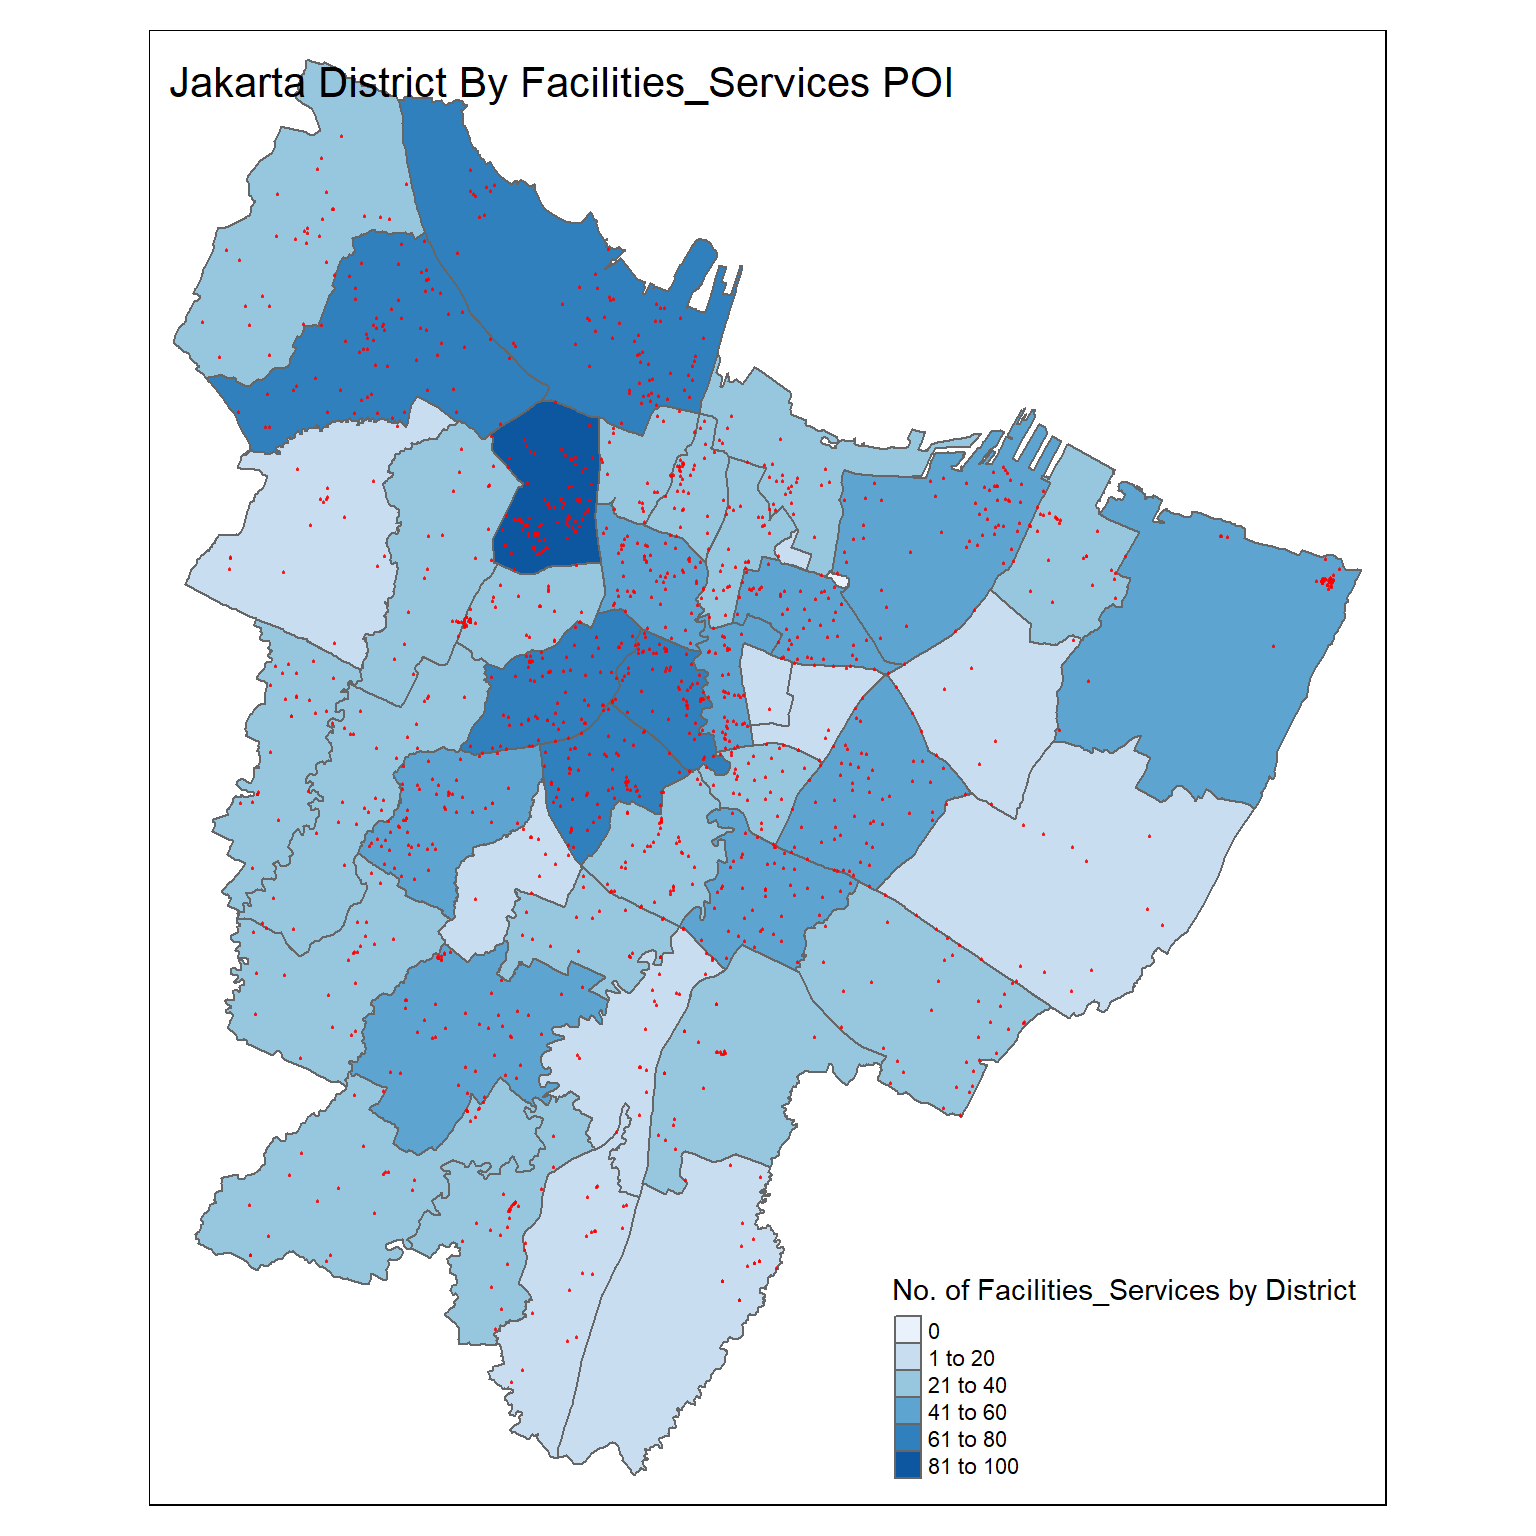 Jakarta District By Facilities_Services POI
No. of Facilities_Services by District
0
1 to 20
21 to 40
41 to 60
61 to 80
81 to 100